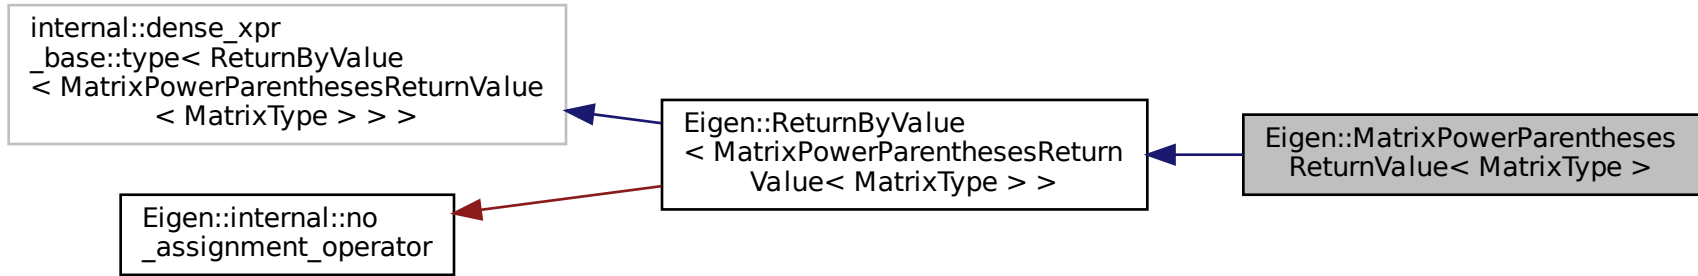 internal::dense_xpr
_base::type< ReturnByValue
< MatrixPowerParenthesesReturnValue
< MatrixType > > >
Eigen::internal::no
_assignment_operator
Eigen::ReturnByValue
< MatrixPowerParenthesesReturn
Value< MatrixType > >
Eigen::MatrixPowerParentheses
ReturnValue< MatrixType >